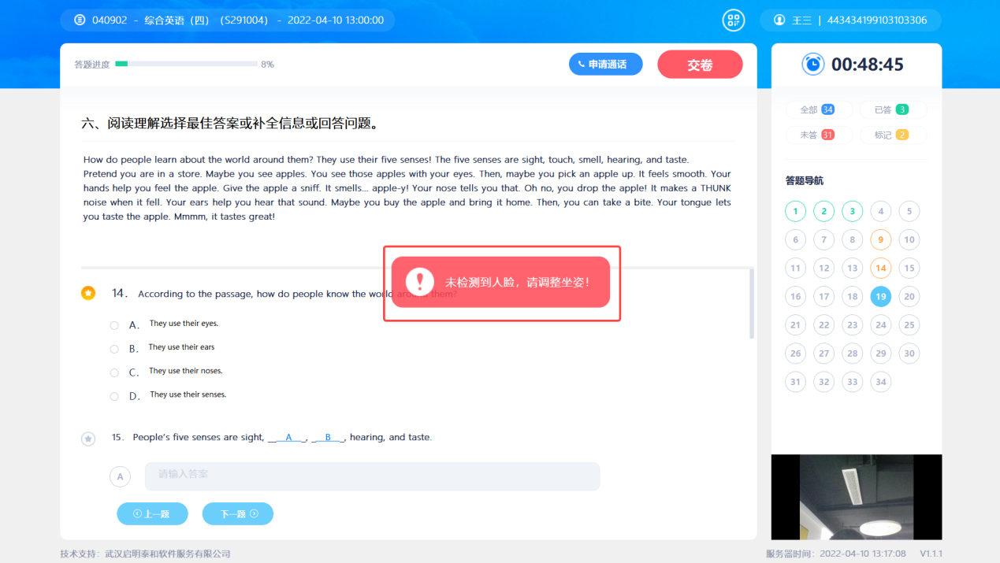 040902 - 综合英语（四）（S291004） - 2022-04-10 13:00:00
王三 | 443434199103103306
答题进度 8%
申请通话
交卷
00:48:45
全部 34
已答 3
未答 31
标记 2
六、阅读理解选择最佳答案或补全信息或回答问题。
How do people learn about the world around them? They use their five senses! The five senses are sight, touch, smell, hearing, and taste.
Pretend you are in a store. Maybe you see apples. You see those apples with your eyes. Then, maybe you pick an apple up. It feels smooth. Your
hands help you feel the apple. Give the apple a sniff. It smells... apple-y! Your nose tells you that. Oh no, you drop the apple! It makes a THUNK
noise when it fell. Your ears help you hear that sound. Maybe you buy the apple and bring it home. Then, you can take a bite. Your tongue lets
you taste the apple. Mmmm, it tastes great!
未检测到人脸，请调整坐姿！
14. According to the passage, how do people know the world around them?
A. They use their eyes.
B. They use their ears
C. They use their noses.
D. They use their senses.
15. People's five senses are sight, __A__, __B__, hearing, and taste.
A 请输入答案
上一题
下一题
答题导航
1 2 3 4 5
6 7 8 9 10
11 12 13 14 15
16 17 18 19 20
21 22 23 24 25
26 27 28 29 30
31 32 33 34
技术支持：武汉启明泰和软件服务有限公司
服务器时间：2022-04-10 13:17:08 V1.1.1